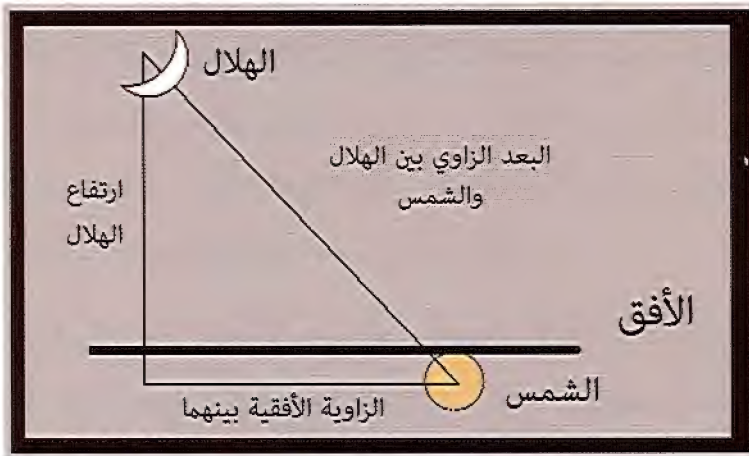 الهلال
البعد الزاوي بين الهلال
والشمس
ارتفاع
الهلال
الأفق
الشمس
الزاوية الأفقية بينهما